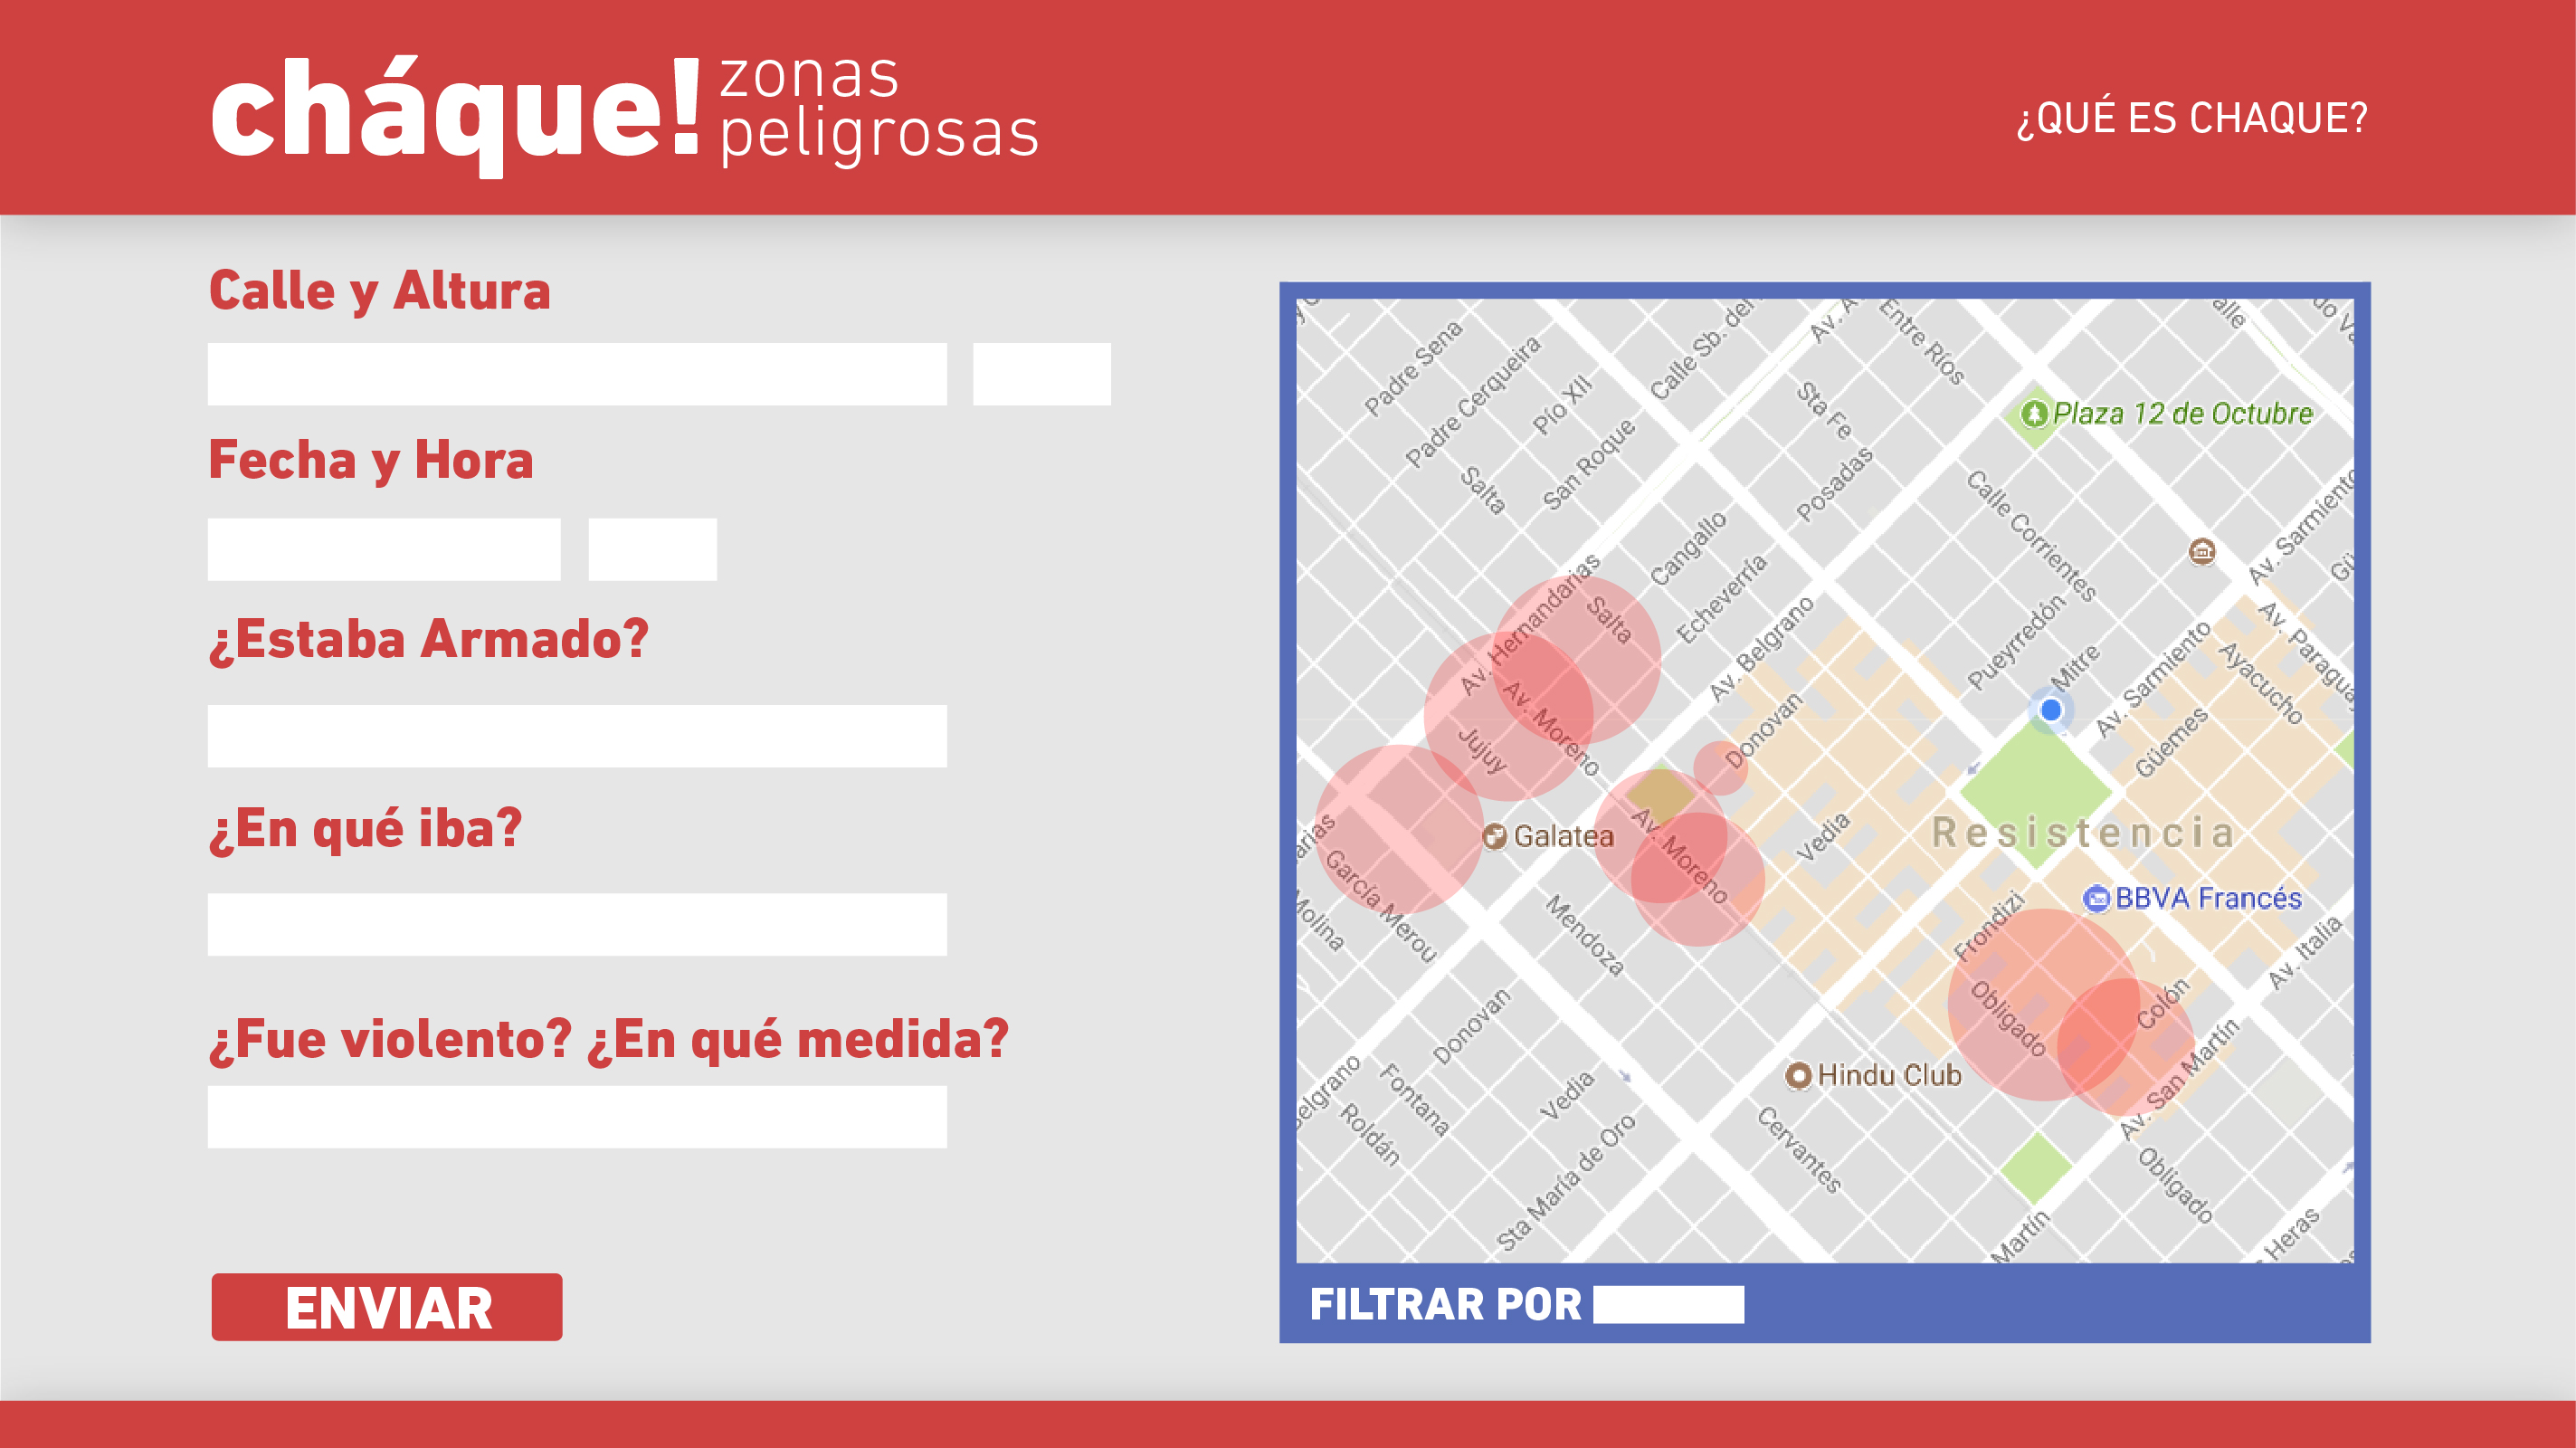 cháque! zonas
peligrosas
¿QUÉ ES CHAQUE?
Calle y Altura
Fecha y Hora
¿Estaba Armado?
¿En qué iba?
¿Fue violento? ¿En qué medida?
ENVIAR
Padre Sena
Padre Cerqueira
Pío XII
Calle Sb. del
Av. A
Entre Ríos
Salta
San Roque
Sta Fe
Posadas
Plaza 12 de Octubre
Calle Corrientes
Av. Sarmiento
Cangallo
Echeverría
Av. Hernandarias
Salta
Av. Belgrano
Pueyrredón
Mitre
Av. Sarmiento
Ayacucho
Güemes
Av. Moreno
Jujuy
Donovan
Galatea
Av. Moreno
Vedia
Resistencia
BBVA Francés
García Merou
Molina
Mendoza
Frondizi
Av. Italia
Obligado
Colón
Donovan
Fontana
Roldán
Vedia
Hindu Club
Av. San Martín
Sta María de Oro
Cervantes
Obligado
Martín
Heras
FILTRAR POR